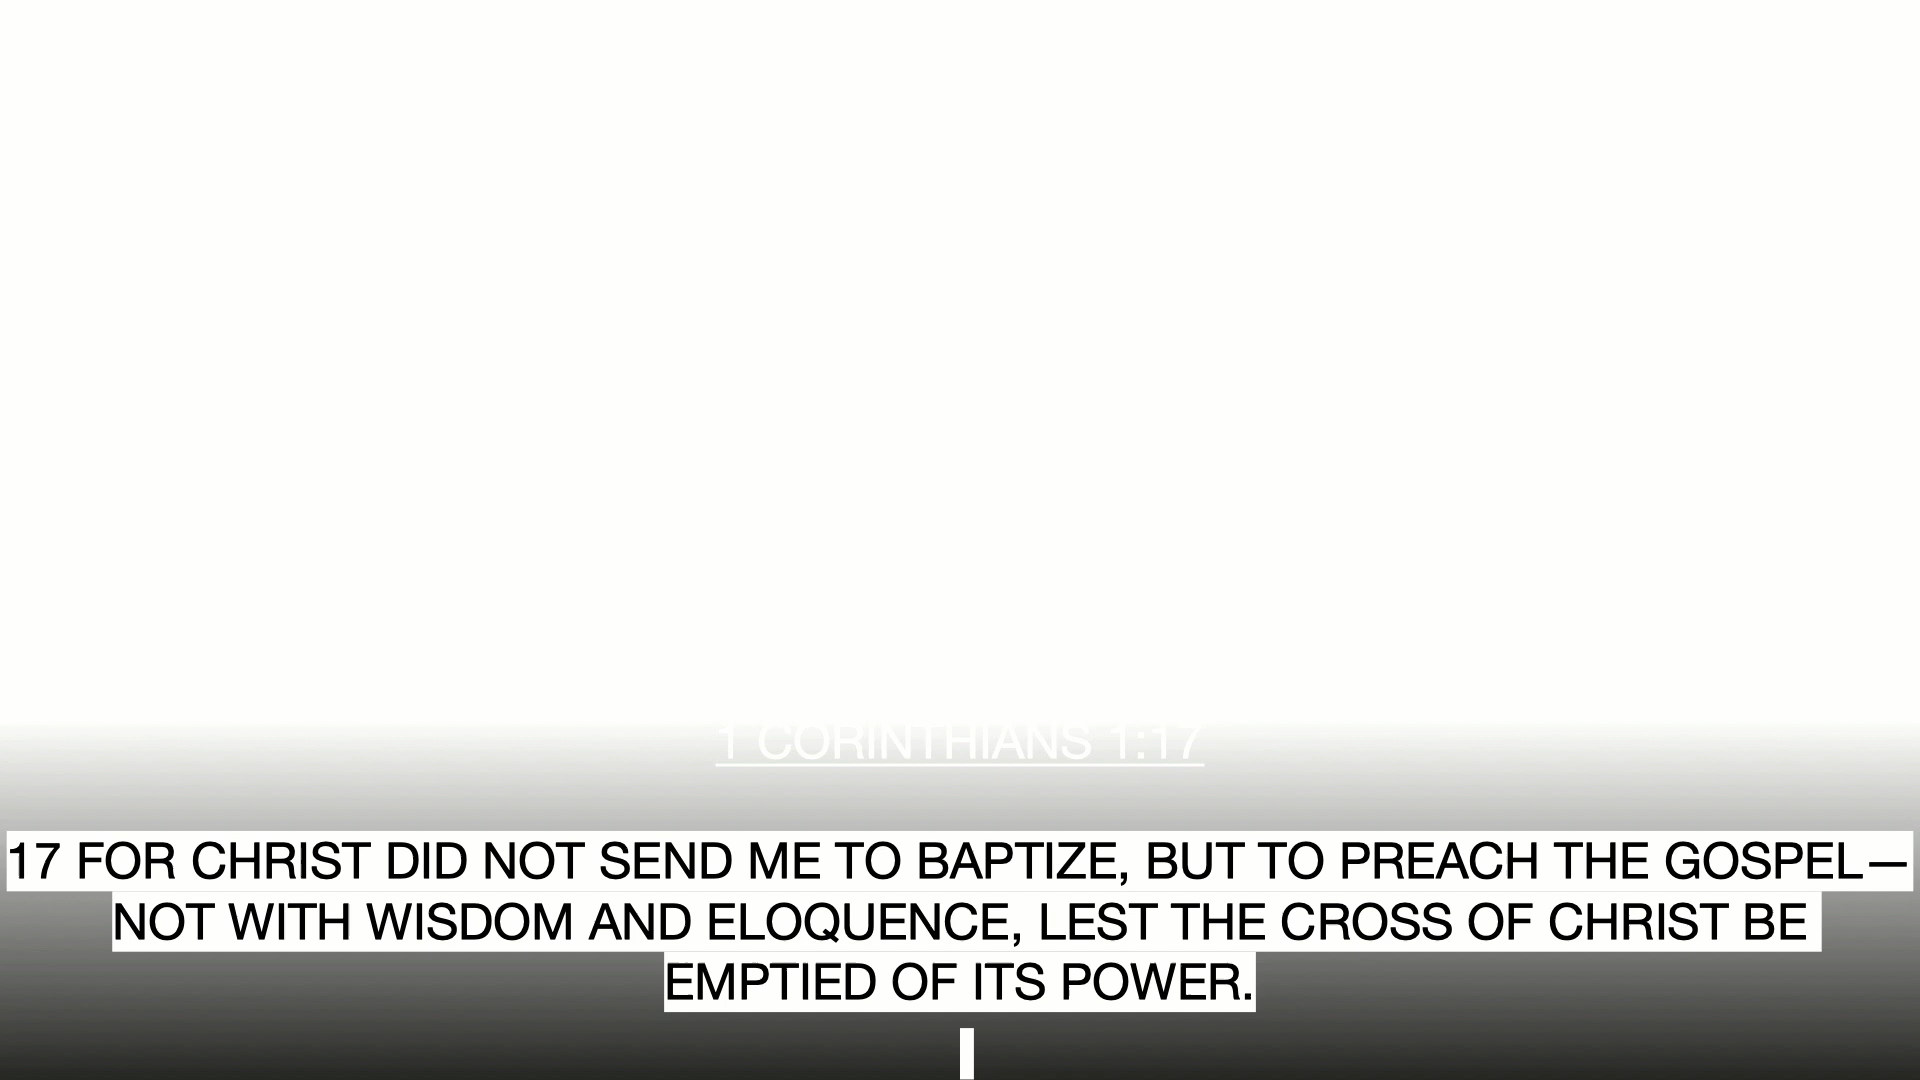 1 CORINTHIANS 1:17
17 FOR CHRIST DID NOT SEND ME TO BAPTIZE, BUT TO PREACH THE GOSPEL—
NOT WITH WISDOM AND ELOQUENCE, LEST THE CROSS OF CHRIST BE
EMPTIED OF ITS POWER.